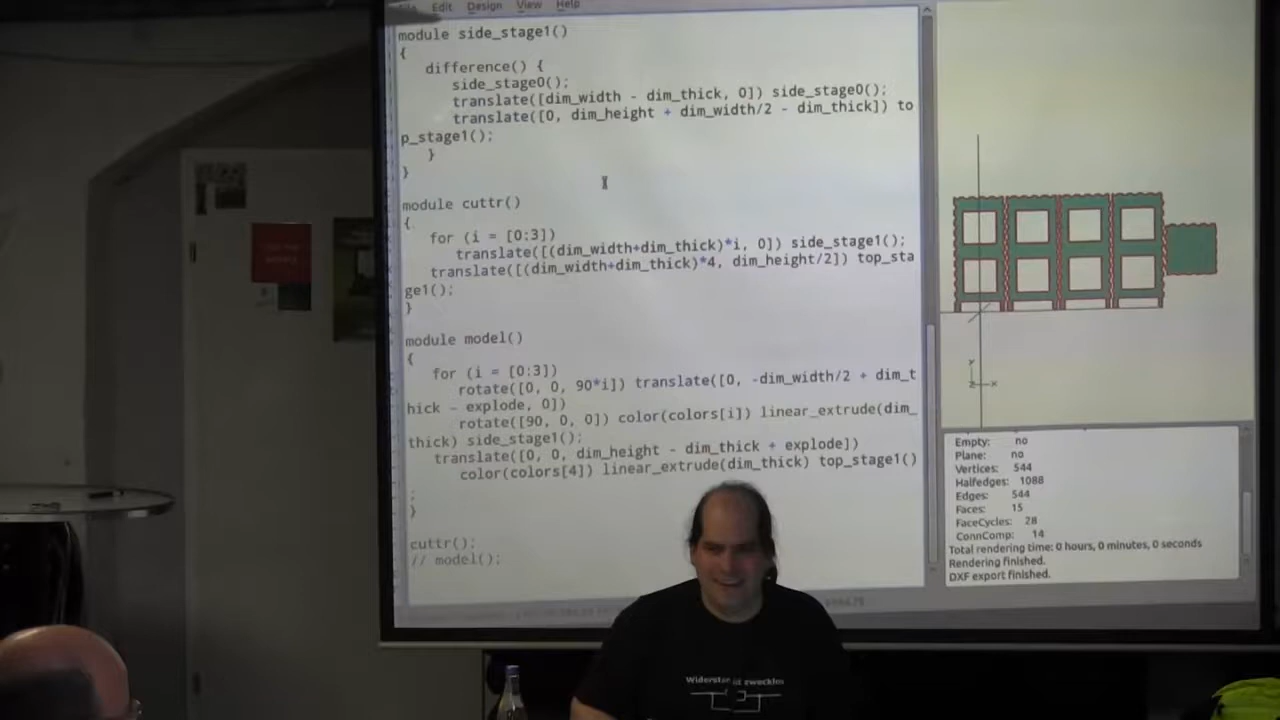 Edit Design View Help
module side_stage1()
{
difference() {
side_stage0();
translate([dim_width - dim_thick, 0]) side_stage0();
translate([0, dim_height + dim_width/2 - dim_thick]) to
p_stage1();
}
}
module cuttr()
{
for (i = [0:3])
translate([(dim_width+dim_thick)*i, 0]) side_stage1();
translate([(dim_width+dim_thick)*4, dim_height/2]) top_sta
ge1();
}
module model()
{
for (i = [0:3])
rotate([0, 0, 90*i]) translate([0, -dim_width/2 + dim_t
hick - explode, 0])
rotate([90, 0, 0]) color(colors[i]) linear_extrude(dim_
thick) side_stage1();
translate([0, 0, dim_height - dim_thick + explode])
color(colors[4]) linear_extrude(dim_thick) top_stage1()
;
}
cuttr();
// model();
Y
Z X
Empty: no
Plane: no
Vertices: 544
Halfedges: 1088
Edges: 544
Faces: 15
FaceCycles: 28
ConnComp: 14
Total rendering time: 0 hours, 0 minutes, 0 seconds
Rendering finished.
DXF export finished.